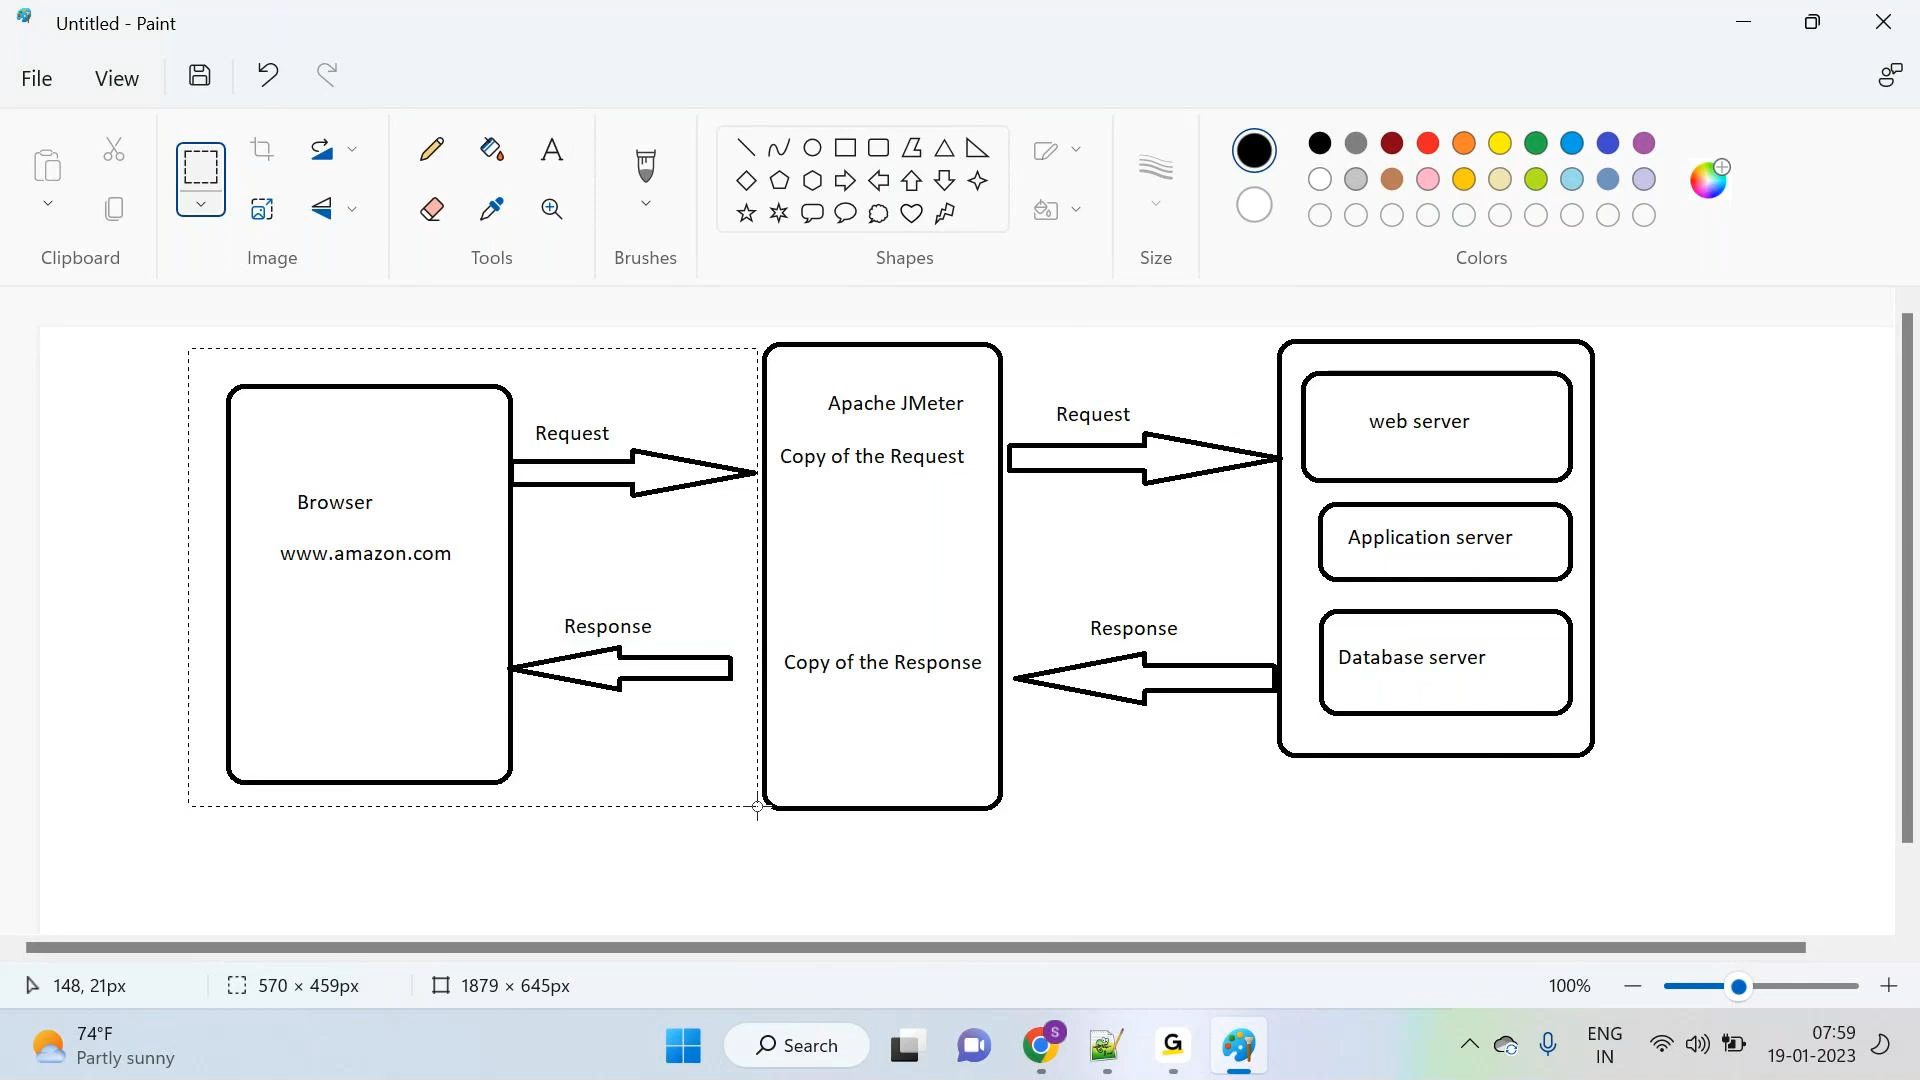 Untitled - Paint
File View
Clipboard
Image
Tools
Brushes
Shapes
Size
Colors
Apache JMeter
Request
web server
Request
Copy of the Request
Browser
Application server
www.amazon.com
Response
Response
Copy of the Response
Database server
148, 21px
570 × 459px
1879 × 645px
100%
74°F
Partly sunny
Search
S
G
ENG
IN
07:59
19-01-2023